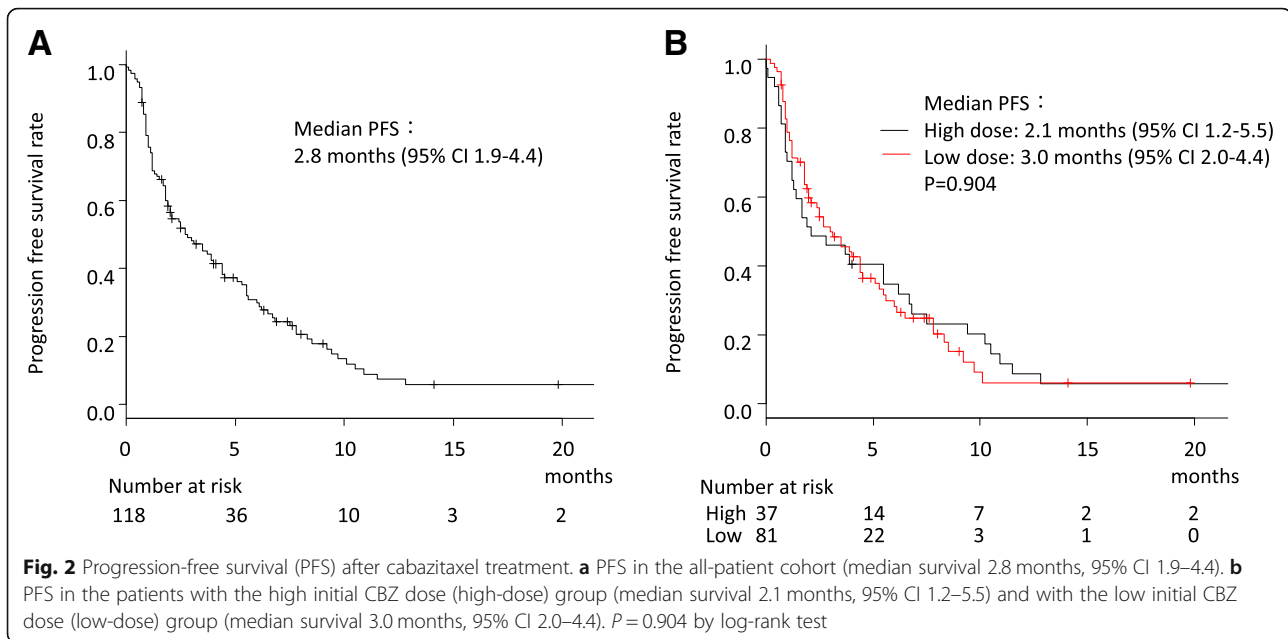 A
Progression free survival rate
1.0
0.8
0.6
0.4
0.2
0.0
Median PFS：
2.8 months (95% CI 1.9-4.4)
0 5 10 15 20
months
Number at risk
118 36 10 3 2
B
Progression free survival rate
1.0
0.8
0.6
0.4
0.2
0.0
Median PFS：
High dose: 2.1 months (95% CI 1.2-5.5)
Low dose: 3.0 months (95% CI 2.0-4.4)
P=0.904
0 5 10 15 20
months
Number at risk
High 37 14 7 2 2
Low 81 22 3 1 0
Fig. 2 Progression-free survival (PFS) after cabazitaxel treatment. a PFS in the all-patient cohort (median survival 2.8 months, 95% CI 1.9–4.4). b
PFS in the patients with the high initial CBZ dose (high-dose) group (median survival 2.1 months, 95% CI 1.2–5.5) and with the low initial CBZ
dose (low-dose) group (median survival 3.0 months, 95% CI 2.0–4.4). P = 0.904 by log-rank test